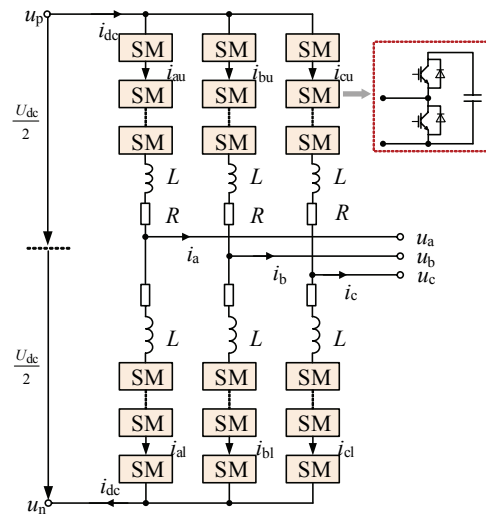 u_p
i_dc
SM SM SM
i_au i_bu i_cu
SM SM SM
U_dc/2
SM SM SM
L L L
R R R
u_a
i_a
u_b
i_b
u_c
i_c
L L L
U_dc/2
SM SM SM
SM SM SM
i_al i_bl i_cl
SM SM SM
i_dc
u_n